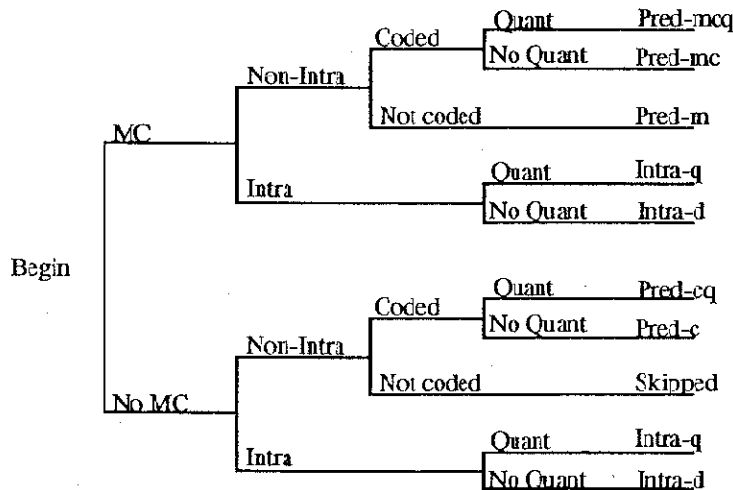 Quant Pred-mcq
Coded
No Quant Pred-mc
Non-Intra
Not coded Pred-m
MC
Quant Intra-q
Intra
No Quant Intra-d
Begin
Quant Pred-cq
Coded
No Quant Pred-c
Non-Intra
Not coded Skipped
No MC
Quant Intra-q
Intra
No Quant Intra-d